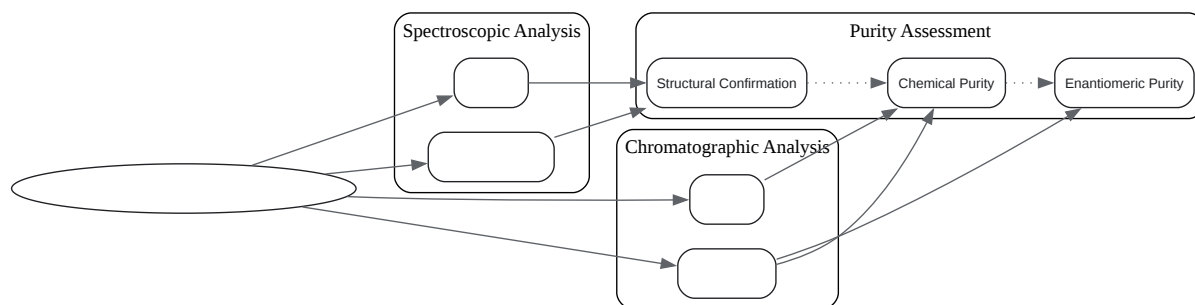 Spectroscopic Analysis
Purity Assessment
Structural Confirmation
Chemical Purity
Enantiomeric Purity
Chromatographic Analysis